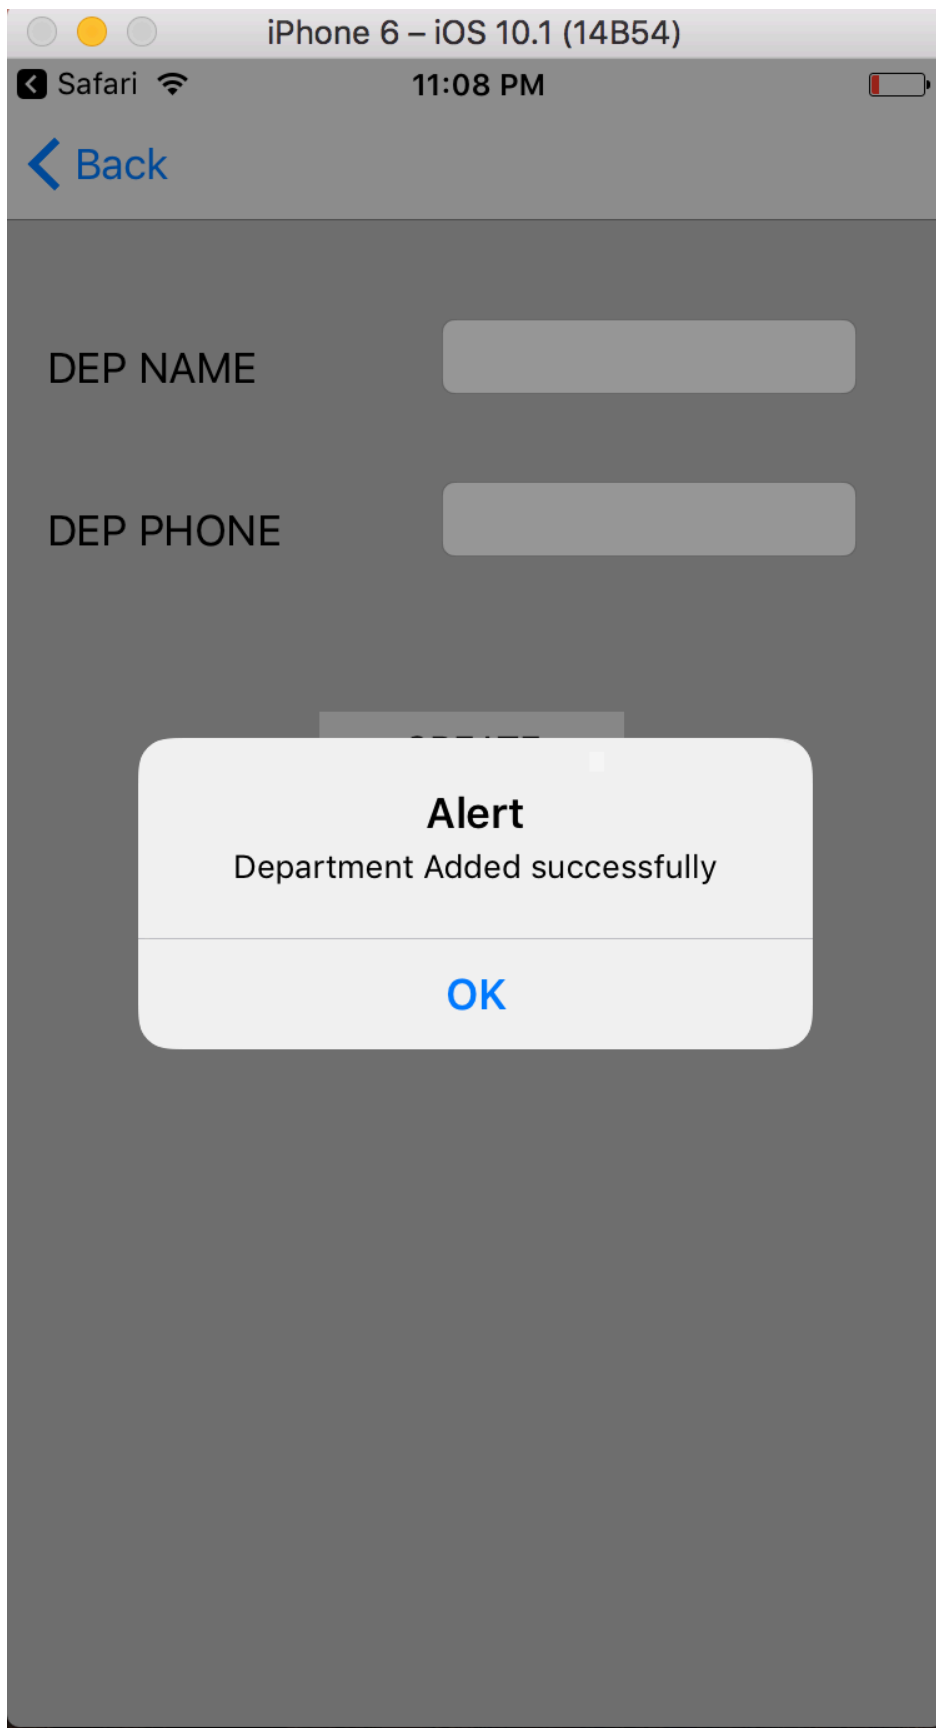 iPhone 6 – iOS 10.1 (14B54)
Safari 11:08 PM
Back
DEP NAME
DEP PHONE
CREATE
Alert
Department Added successfully
OK